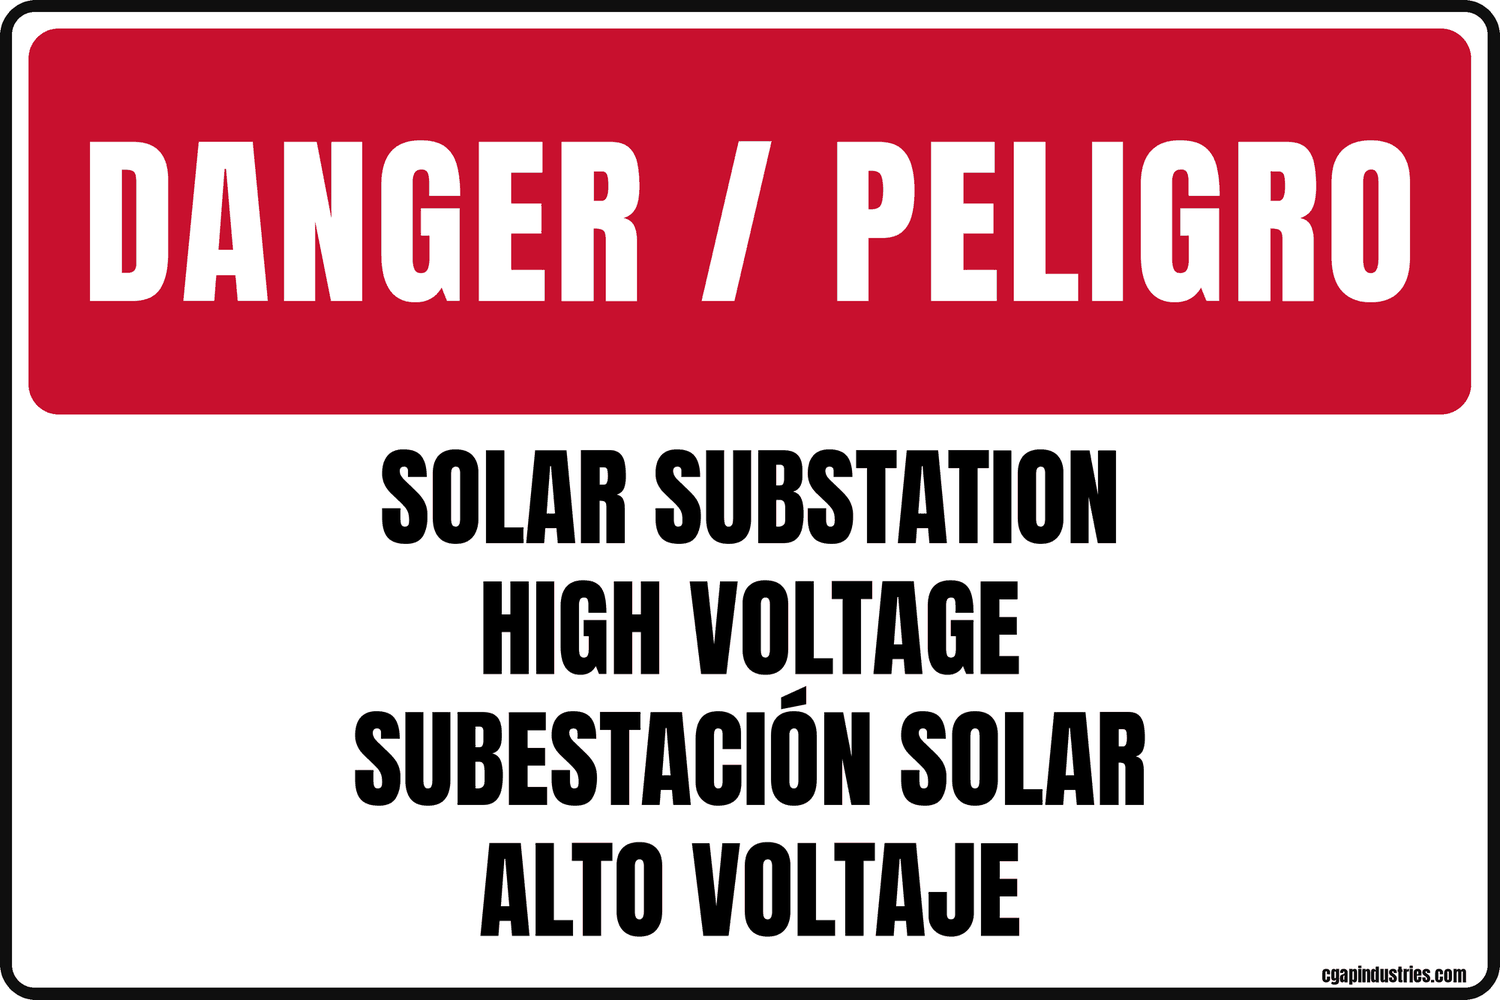 DANGER / PELIGRO
SOLAR SUBSTATION
HIGH VOLTAGE
SUBESTACIÓN SOLAR
ALTO VOLTAJE
cgapindustries.com